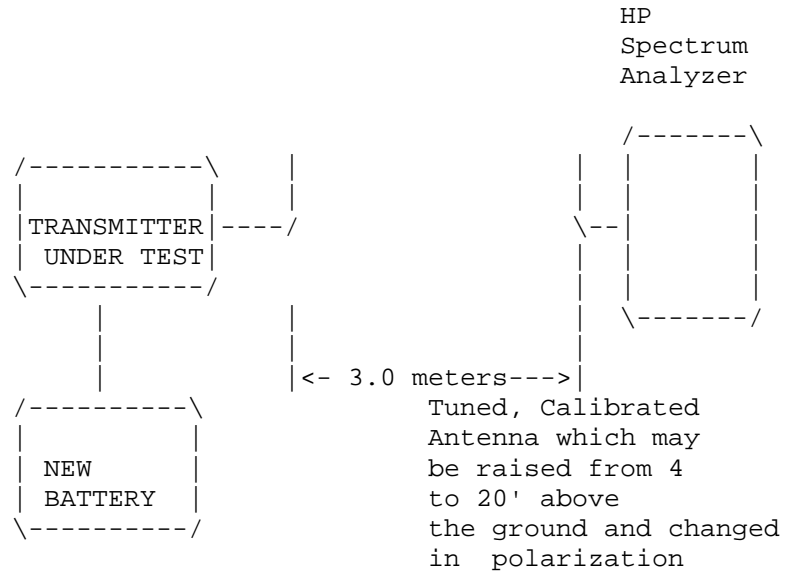 HP
Spectrum
Analyzer
TRANSMITTER
UNDER TEST
<- 3.0 meters--->
Tuned, Calibrated
Antenna which may
be raised from 4
to 20' above
the ground and changed
in polarization
NEW
BATTERY